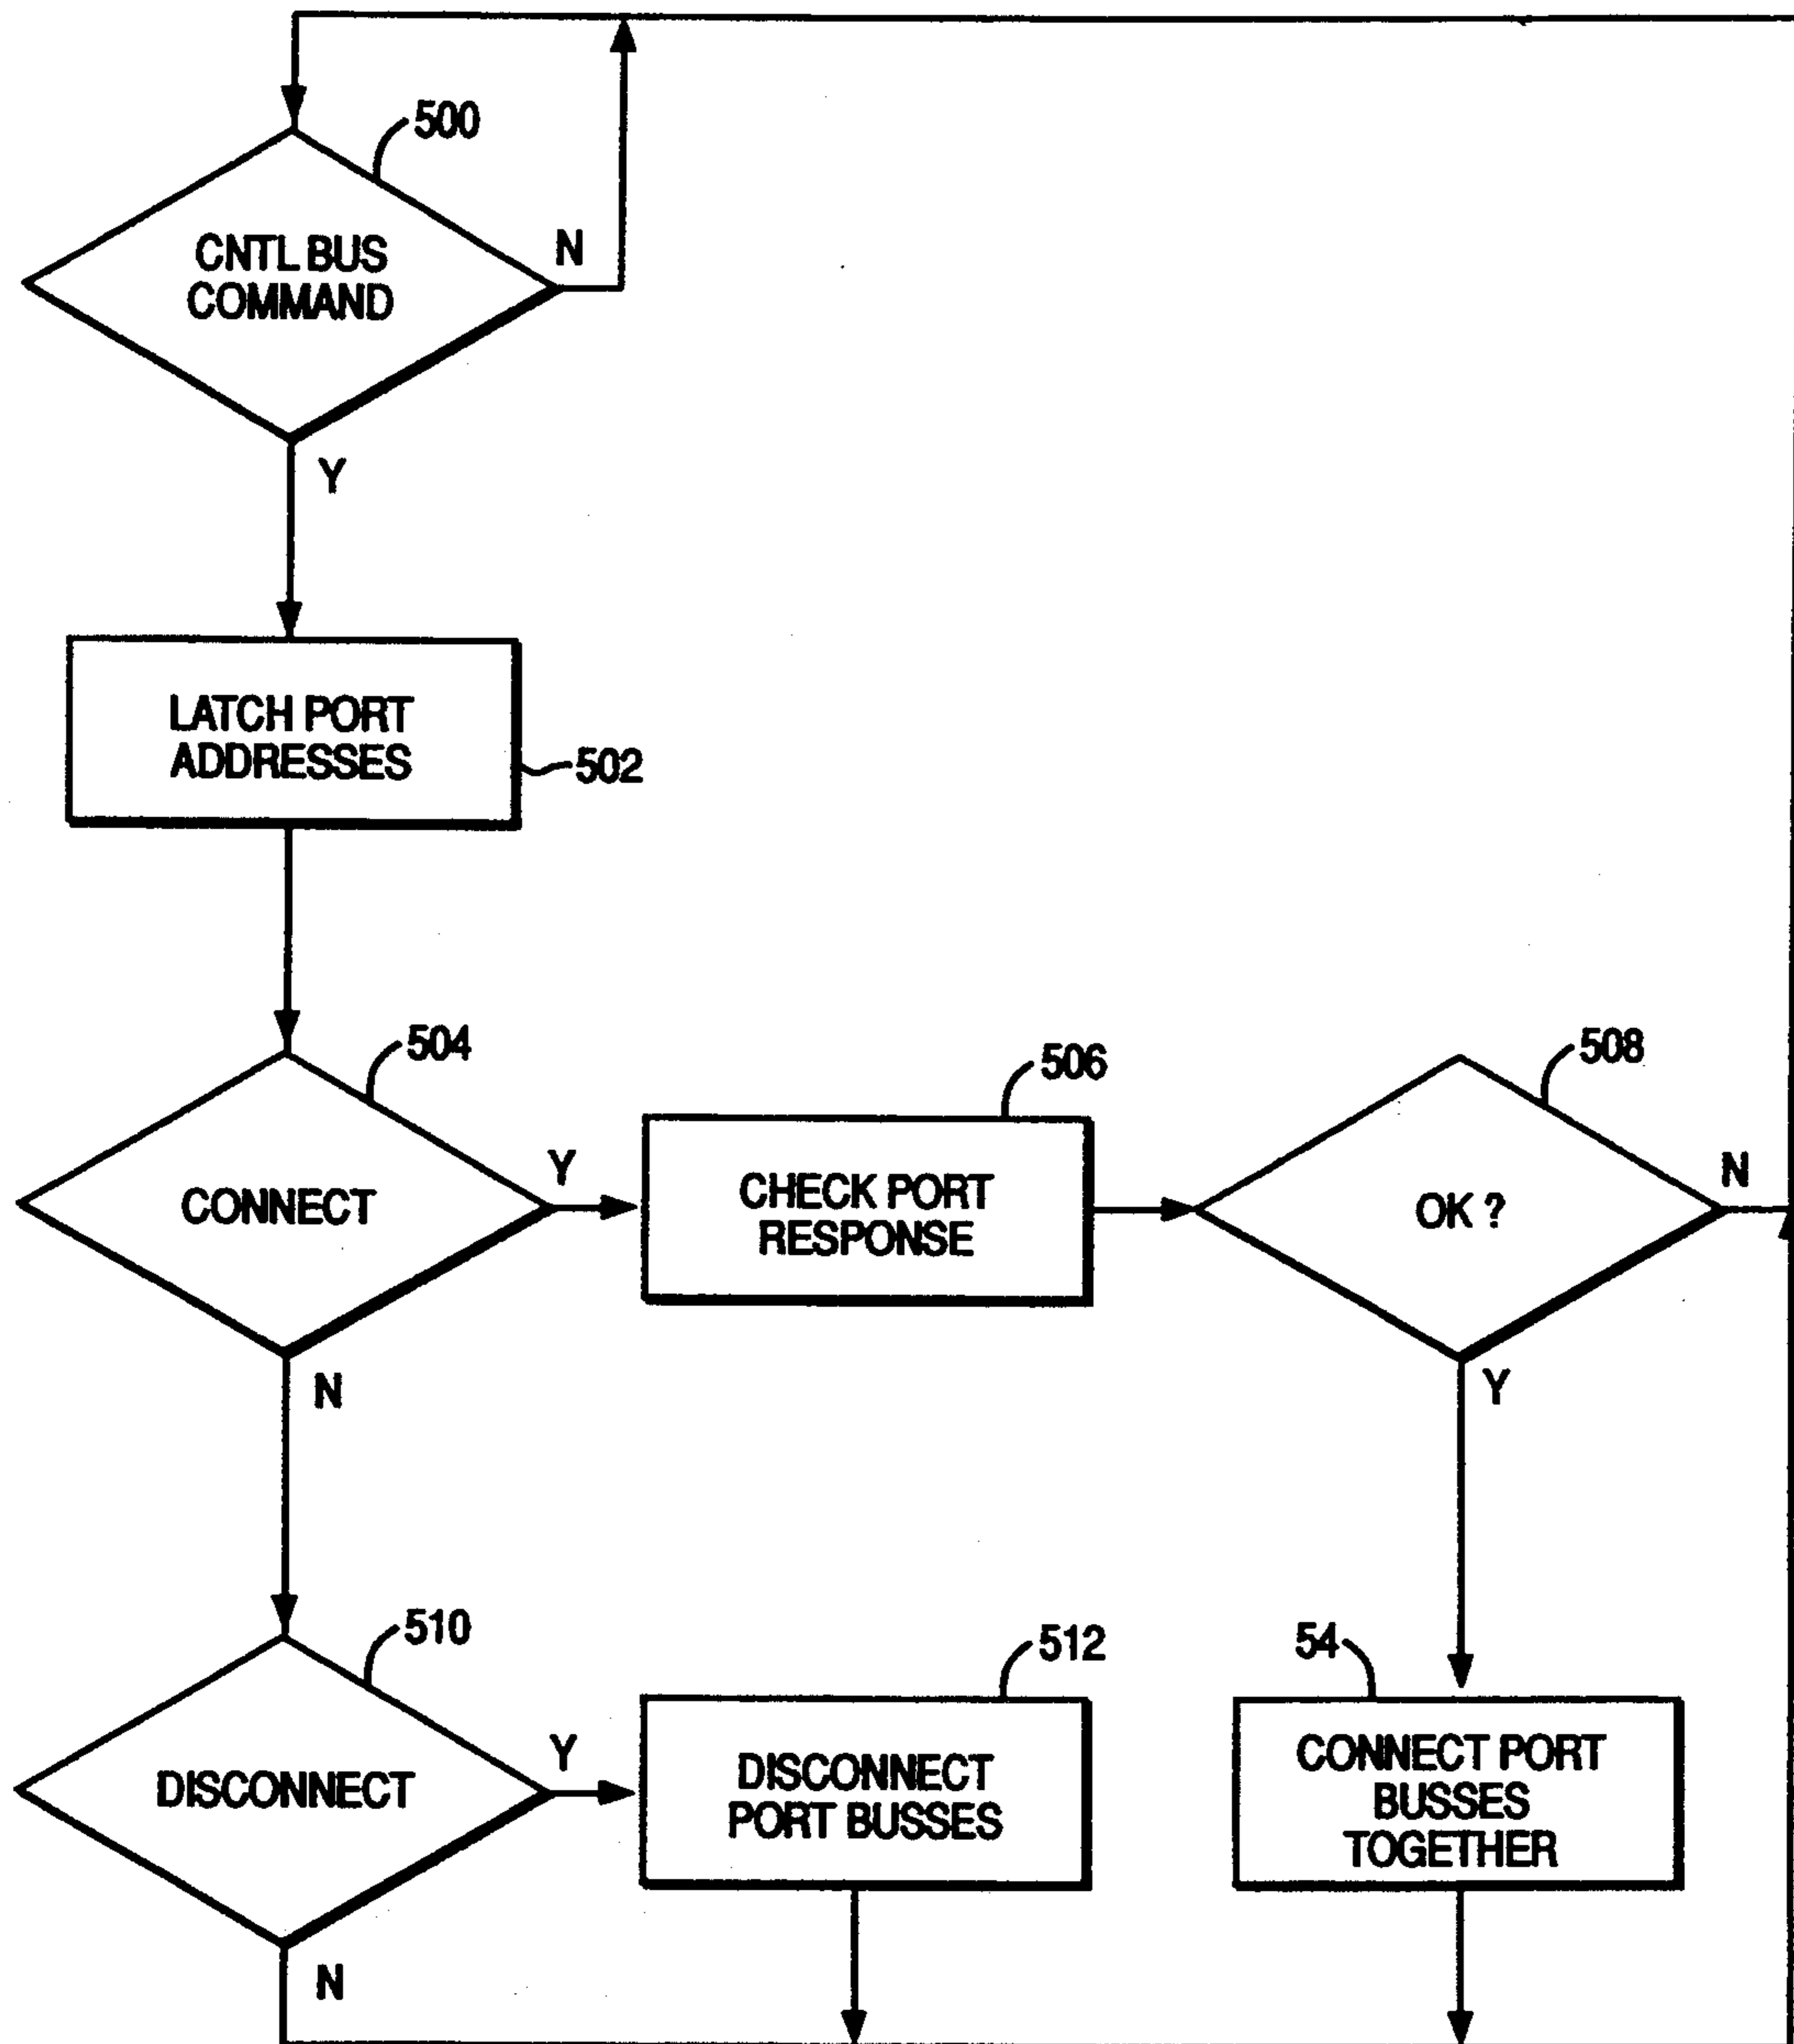 500
CNTL BUS
COMMAND
N
Y
LATCH PORT
ADDRESSES
502
504
CONNECT
Y
N
506
CHECK PORT
RESPONSE
508
OK ?
N
Y
510
DISCONNECT
Y
N
512
DISCONNECT
PORT BUSSES
54
CONNECT PORT
BUSSES
TOGETHER